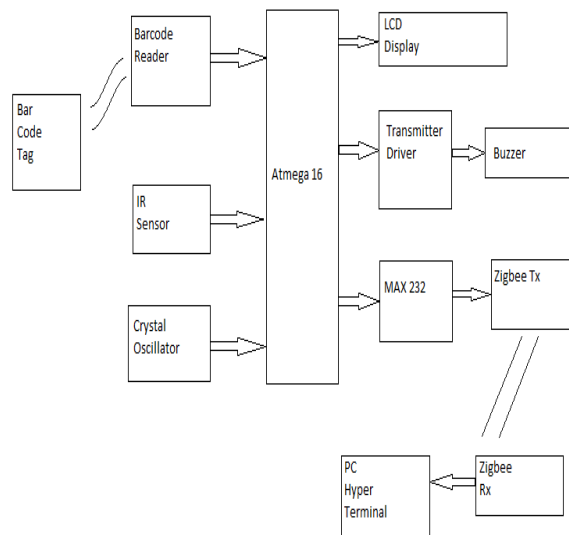 Barcode
Reader
LCD
Display
Bar
Code
Tag
Transmitter
Driver
Buzzer
Atmega 16
IR
Sensor
MAX 232
Zigbee Tx
Crystal
Oscillator
PC
Hyper
Terminal
Zigbee
Rx